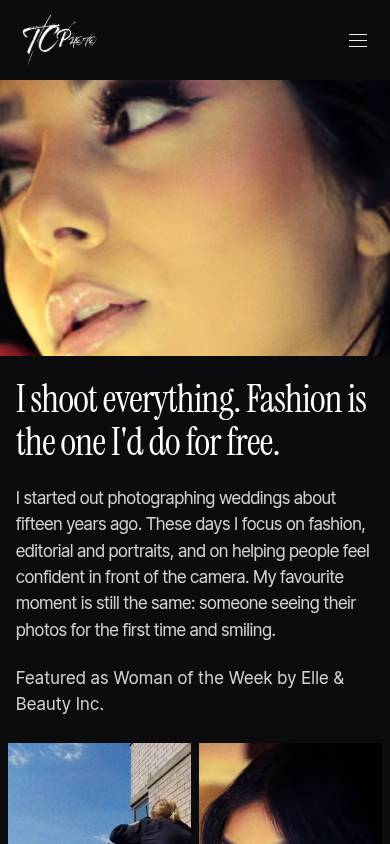 TCPHOTO
I shoot everything. Fashion is
the one I'd do for free.
I started out photographing weddings about
fifteen years ago. These days I focus on fashion,
editorial and portraits, and on helping people feel
confident in front of the camera. My favourite
moment is still the same: someone seeing their
photos for the first time and smiling.
Featured as Woman of the Week by Elle &
Beauty Inc.